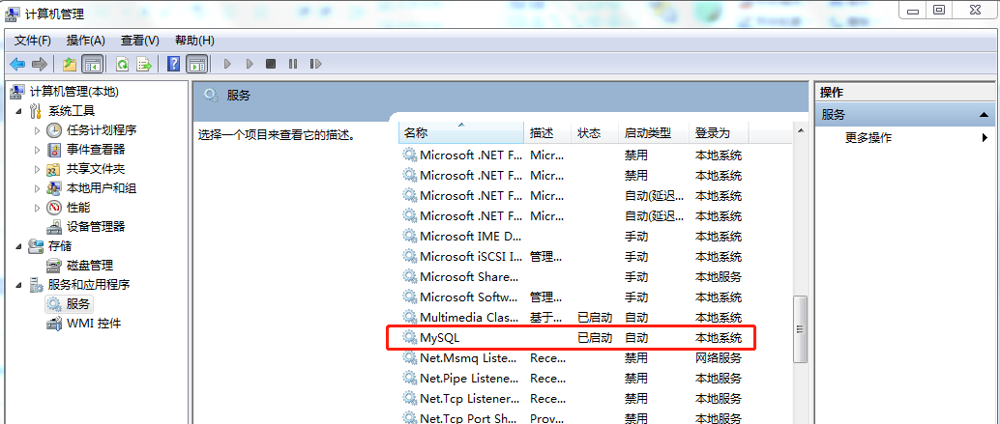 计算机管理
文件(F) 操作(A) 查看(V) 帮助(H)
计算机管理(本地)
系统工具
任务计划程序
事件查看器
共享文件夹
本地用户和组
性能
设备管理器
存储
磁盘管理
服务和应用程序
服务
WMI 控件
服务
选择一个项目来查看它的描述。
名称 描述 状态 启动类型 登录为
Microsoft .NET F... Micr... 禁用 本地系统
Microsoft .NET F... Micr... 禁用 本地系统
Microsoft .NET F... Micr... 自动(延迟... 本地系统
Microsoft .NET F... Micr... 自动(延迟... 本地系统
Microsoft IME D... 手动 本地系统
Microsoft iSCSI I... 管理... 手动 本地系统
Microsoft Share... 手动 本地服务
Microsoft Softw... 管理... 手动 本地系统
Multimedia Clas... 基于... 已启动 自动 本地系统
MySQL 已启动 自动 本地系统
Net.Msmq Liste... Rece... 禁用 网络服务
Net.Pipe Listene... Rece... 禁用 本地服务
Net.Tcp Listener... Rece... 禁用 本地服务
Net.Tcp Port Sh... Prov... 禁用 本地服务
操作
服务
更多操作